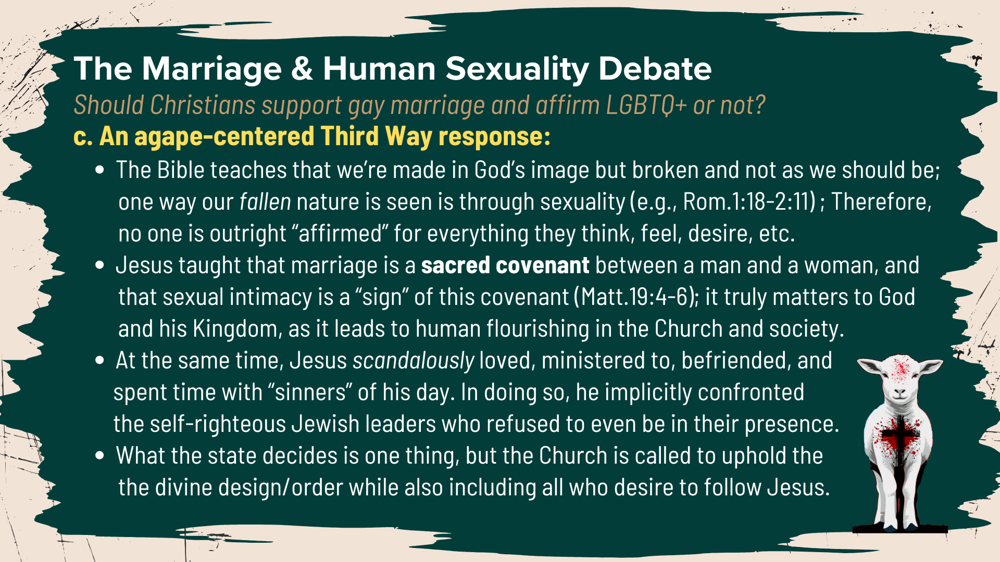 The Marriage & Human Sexuality Debate
Should Christians support gay marriage and affirm LGBTQ+ or not?
c. An agape-centered Third Way response:
• The Bible teaches that we’re made in God’s image but broken and not as we should be;
one way our fallen nature is seen is through sexuality (e.g., Rom.1:18-2:11) ; Therefore,
no one is outright “affirmed” for everything they think, feel, desire, etc.
• Jesus taught that marriage is a sacred covenant between a man and a woman, and
that sexual intimacy is a “sign” of this covenant (Matt.19:4-6); it truly matters to God
and his Kingdom, as it leads to human flourishing in the Church and society.
• At the same time, Jesus scandalously loved, ministered to, befriended, and
spent time with “sinners” of his day. In doing so, he implicitly confronted
the self-righteous Jewish leaders who refused to even be in their presence.
• What the state decides is one thing, but the Church is called to uphold the
the divine design/order while also including all who desire to follow Jesus.